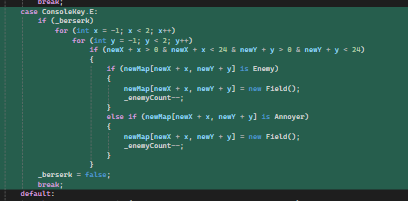 break;
case ConsoleKey.E:
if (_berserk)
for (int x = -1; x < 2; x++)
for (int y = -1; y < 2; y++)
if (newX + x > 0 & newX + x < 24 & newY + y > 0 & newY + y < 24)
{
if (newMap[newX + x, newY + y] is Enemy)
{
newMap[newX + x, newY + y] = new Field();
_enemyCount--;
}
else if (newMap[newX + x, newY + y] is Annoyer)
{
newMap[newX + x, newY + y] = new Field();
_enemyCount--;
}
}
_berserk = false;
break;
default: